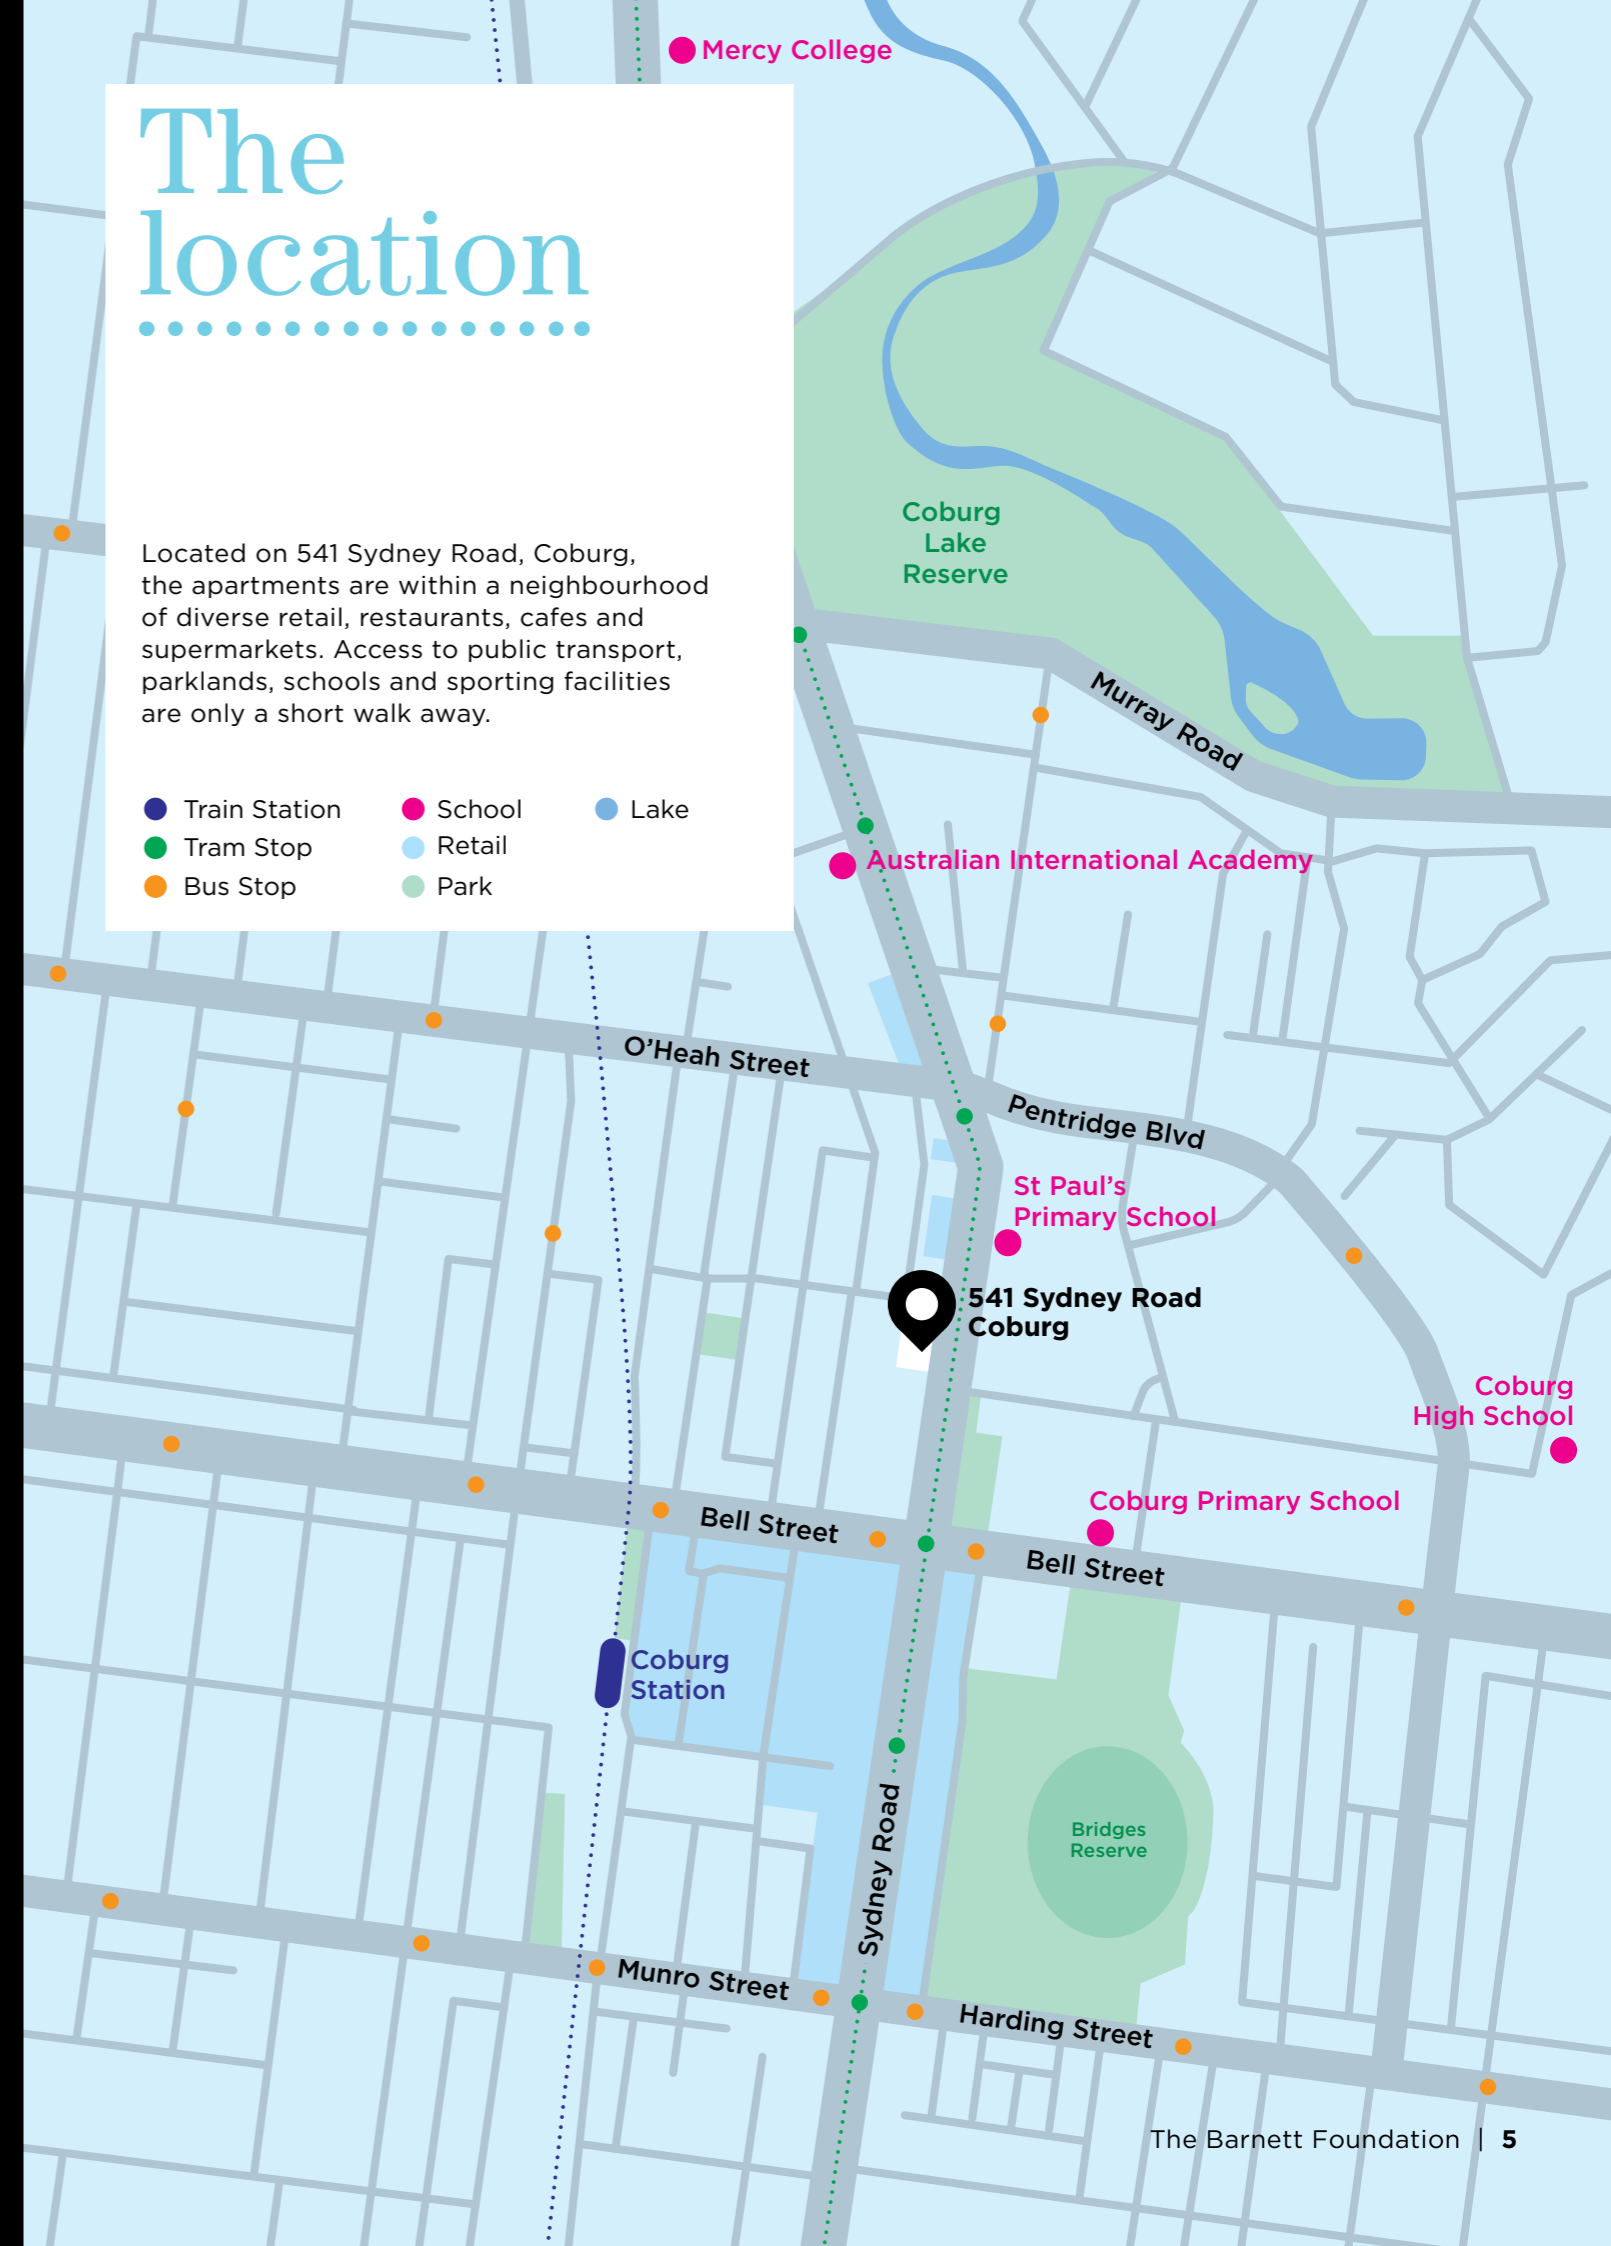 Mercy College
The
location
Located on 541 Sydney Road, Coburg,
the apartments are within a neighbourhood
of diverse retail, restaurants, cafes and
supermarkets. Access to public transport,
parklands, schools and sporting facilities
are only a short walk away.
Train Station
Tram Stop
Bus Stop
School
Retail
Park
Lake
Coburg
Lake
Reserve
Murray Road
Australian International Academy
O’Heah Street
Pentridge Blvd
St Paul’s
Primary School
541 Sydney Road
Coburg
Coburg
High School
Coburg Primary School
Bell Street
Bell Street
Coburg
Station
Sydney Road
Bridges
Reserve
Munro Street
Harding Street
The Barnett Foundation | 5